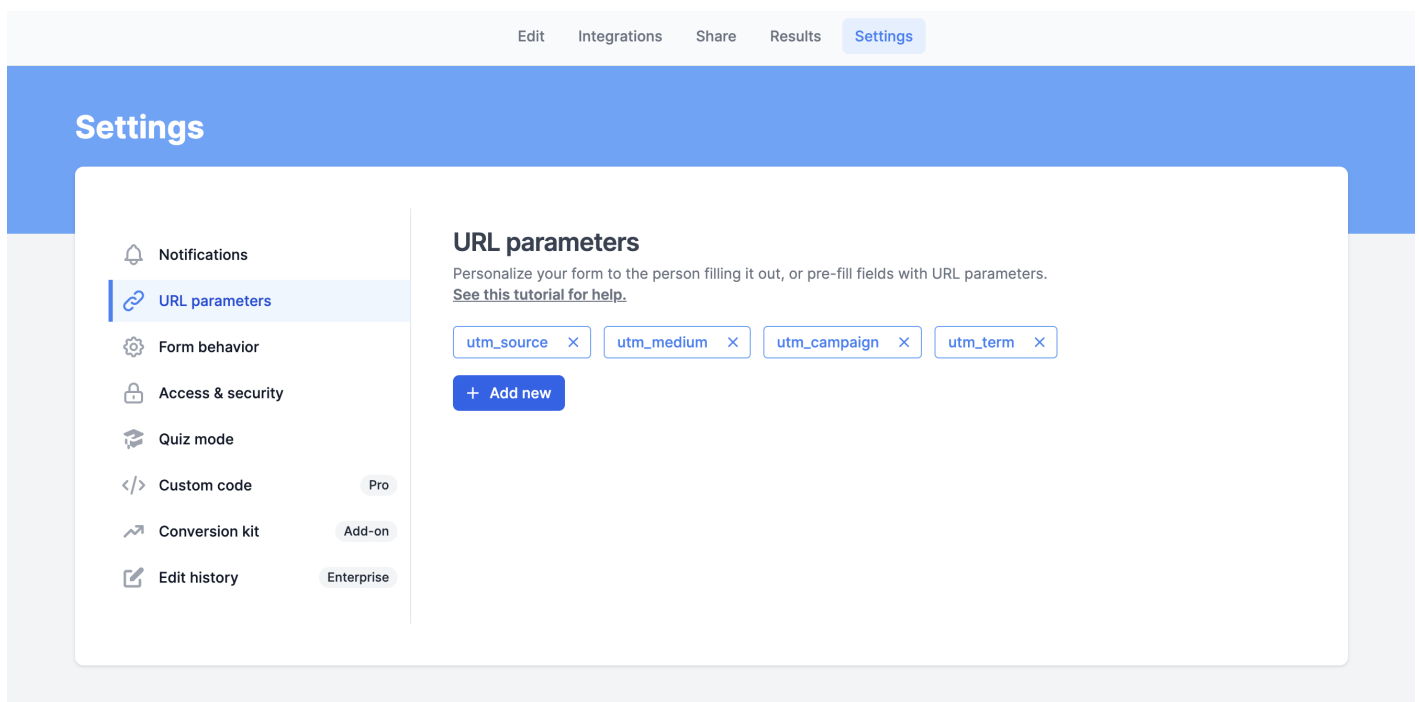 Edit Integrations Share Results Settings
Settings
Notifications
URL parameters
Form behavior
Access & security
Quiz mode
Custom code Pro
Conversion kit Add-on
Edit history Enterprise
URL parameters
Personalize your form to the person filling it out, or pre-fill fields with URL parameters.
See this tutorial for help.
utm_source utm_medium utm_campaign utm_term
Add new